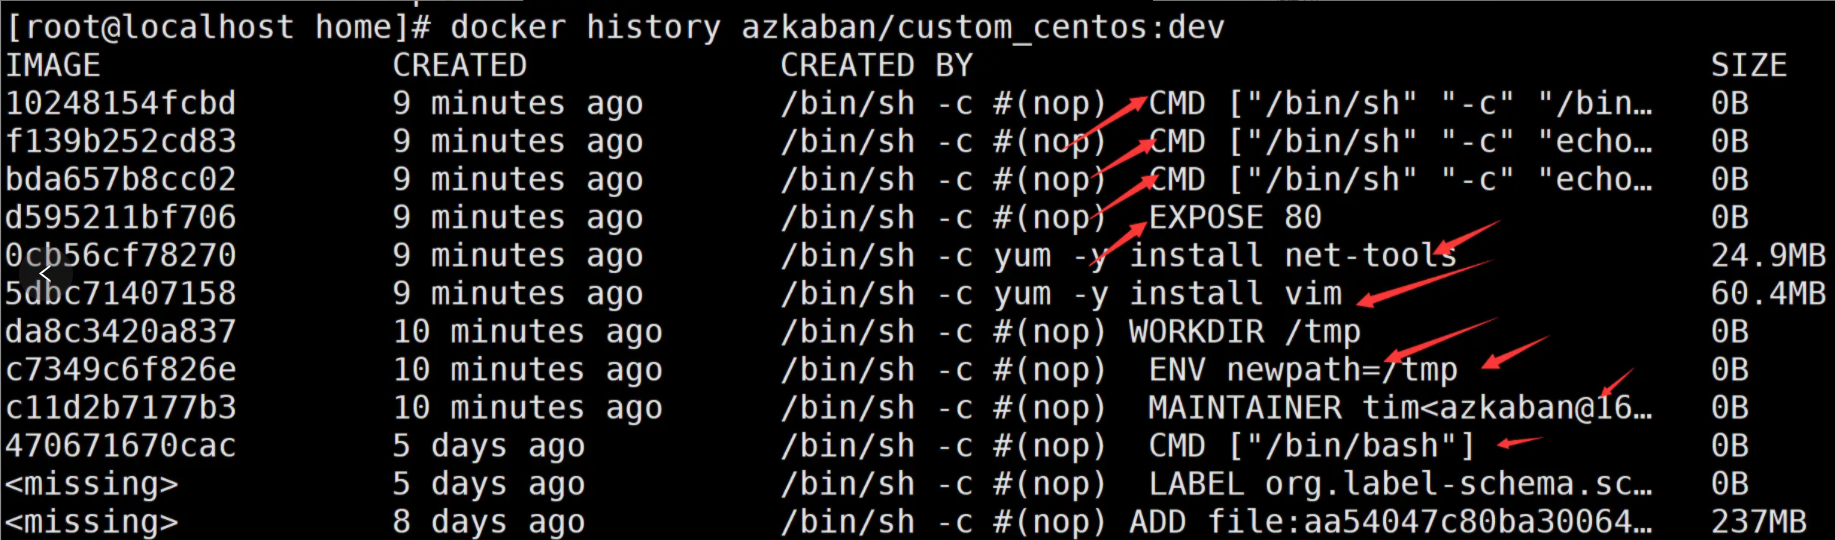 [root@localhost home]# docker history azkaban/custom_centos:dev
IMAGE CREATED CREATED BY SIZE
10248154fcbd 9 minutes ago /bin/sh -c #(nop) CMD ["/bin/sh" "-c" "/bin… 0B
f139b252cd83 9 minutes ago /bin/sh -c #(nop) CMD ["/bin/sh" "-c" "echo… 0B
bda657b8cc02 9 minutes ago /bin/sh -c #(nop) CMD ["/bin/sh" "-c" "echo… 0B
d595211bf706 9 minutes ago /bin/sh -c #(nop) EXPOSE 80 0B
0cb56cf78270 9 minutes ago /bin/sh -c yum -y install net-tools 24.9MB
5dbc71407158 9 minutes ago /bin/sh -c yum -y install vim 60.4MB
da8c3420a837 10 minutes ago /bin/sh -c #(nop) WORKDIR /tmp 0B
c7349c6f826e 10 minutes ago /bin/sh -c #(nop) ENV newpath=/tmp 0B
c11d2b7177b3 10 minutes ago /bin/sh -c #(nop) MAINTAINER tim<azkaban@16… 0B
470671670cac 5 days ago /bin/sh -c #(nop) CMD ["/bin/bash"] 0B
<missing> 5 days ago /bin/sh -c #(nop) LABEL org.label-schema.sc… 0B
<missing> 8 days ago /bin/sh -c #(nop) ADD file:aa54047c80ba30064… 237MB